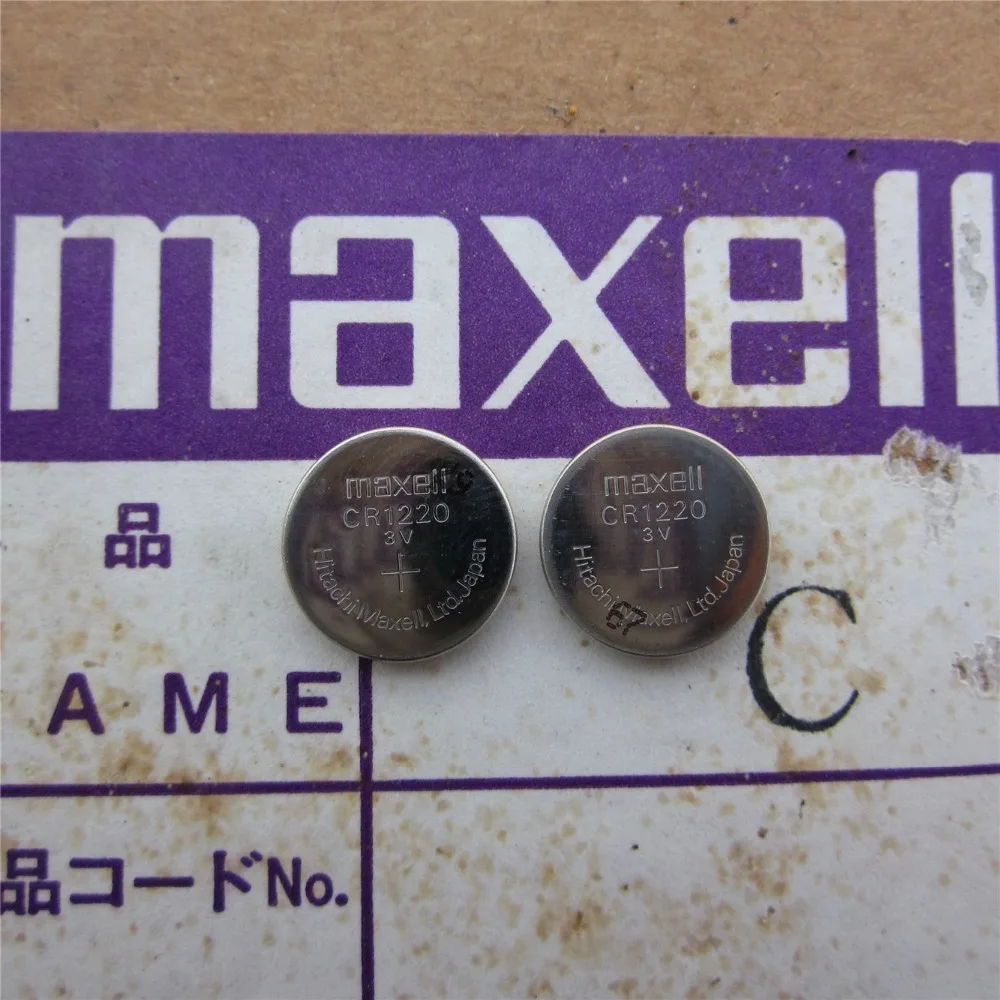 maxell
maxell
CR1220
3V
+
Hitachi Maxell, Ltd. Japan
maxell
CR1220
3V
+
Hitachi Maxell, Ltd. Japan
67
品
AME
C
品コードNo.